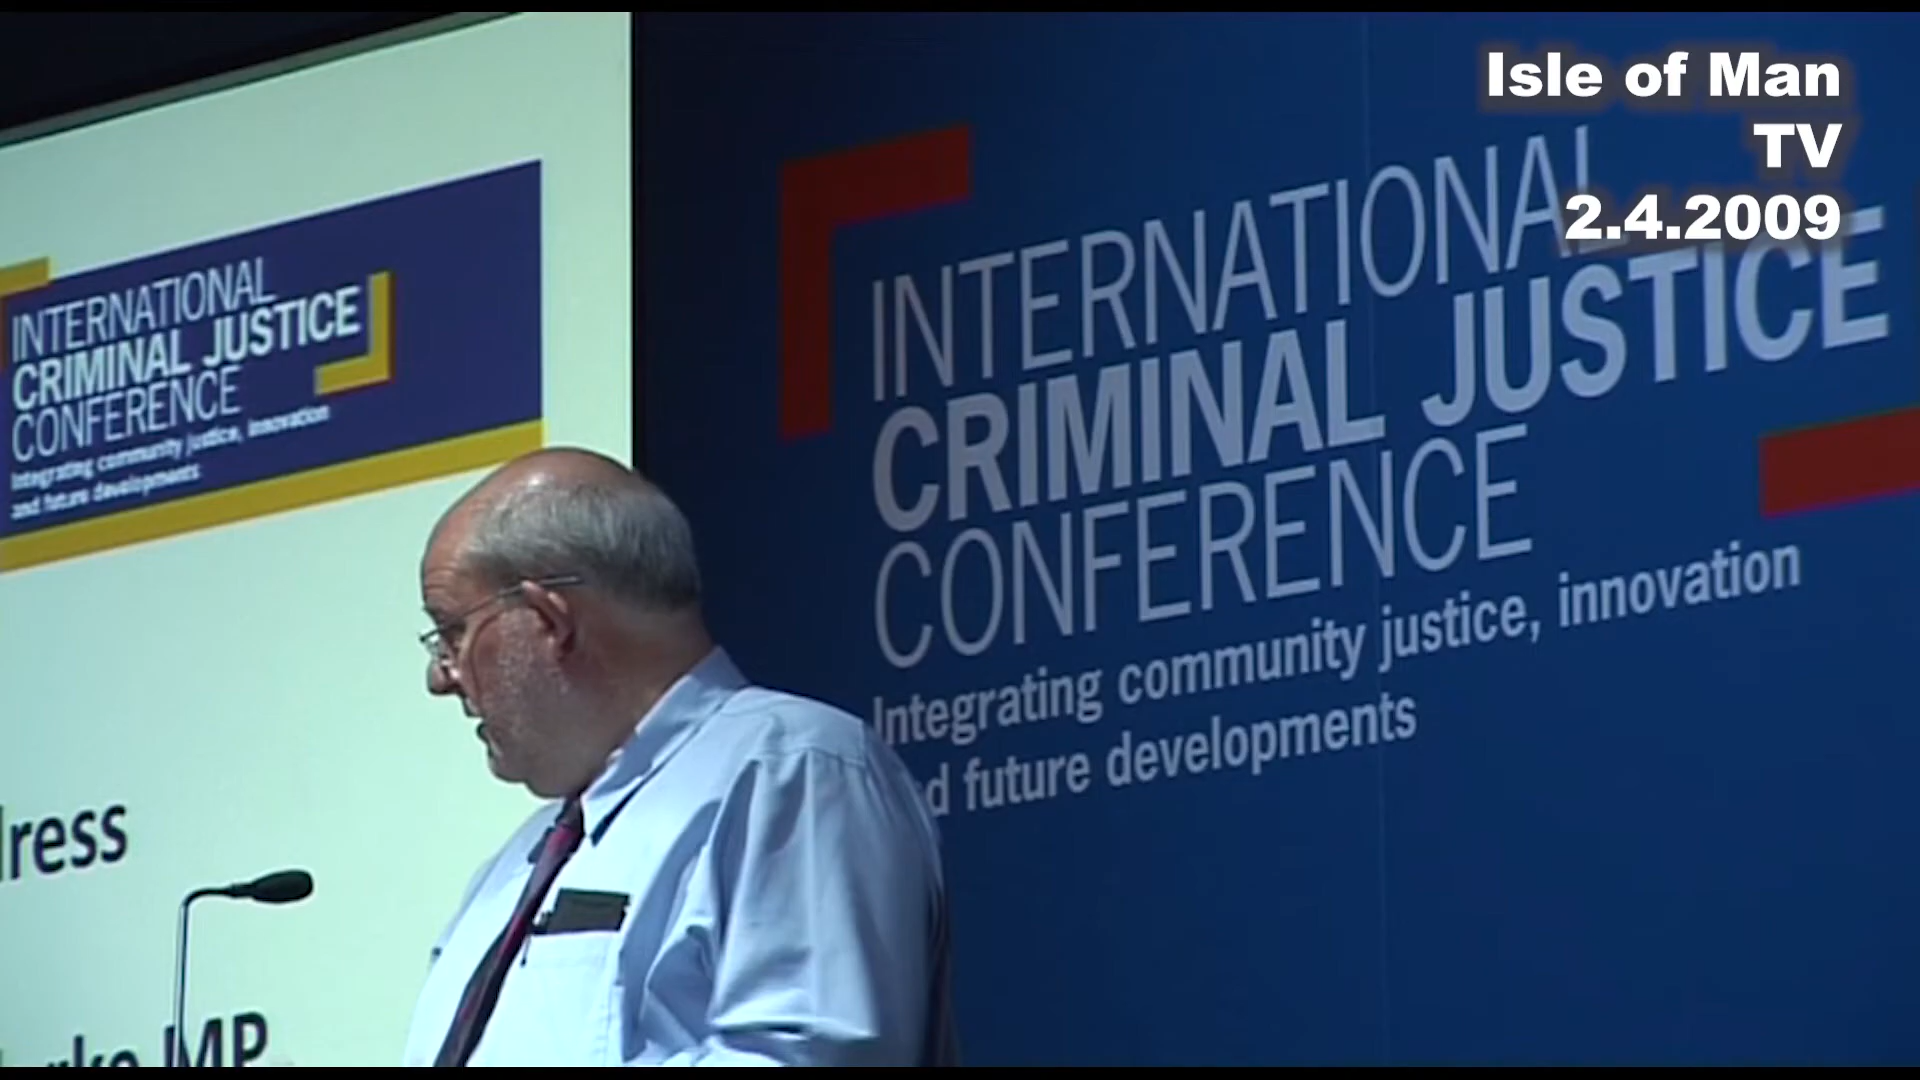 Isle of Man
TV
2.4.2009
INTERNATIONAL
CRIMINAL JUSTICE
CONFERENCE
Integrating community justice, innovation
and future developments
INTERNATIONAL
CRIMINAL JUSTICE
CONFERENCE
Integrating community justice, innovation
future developments
MP